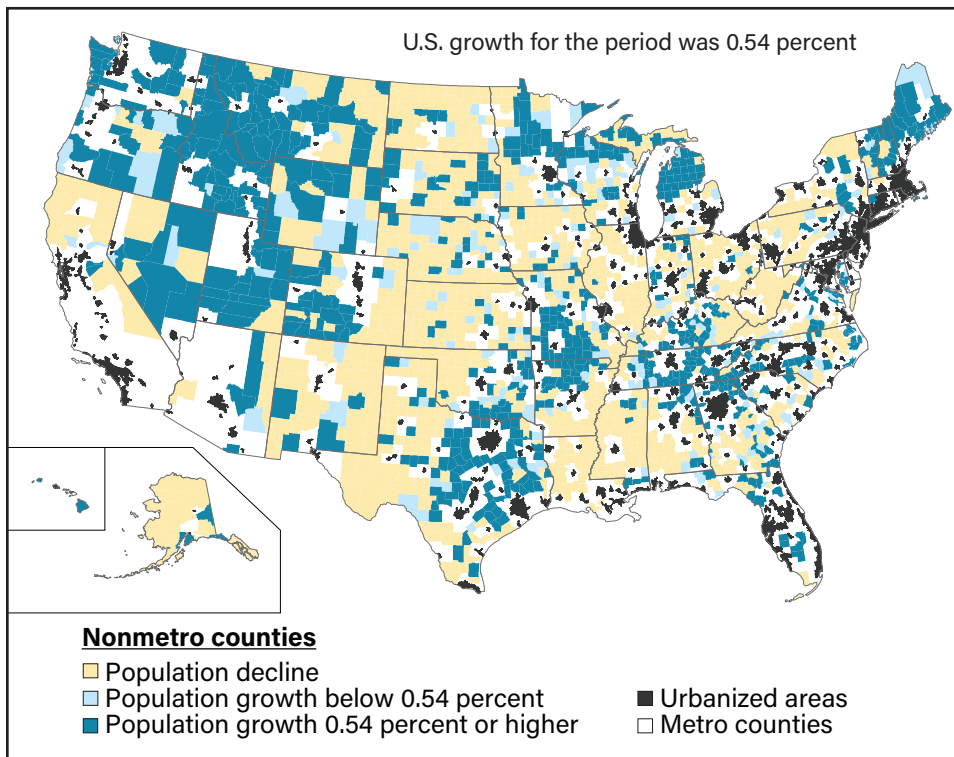 U.S. growth for the period was 0.54 percent
Nonmetro counties
Population decline
Population growth below 0.54 percent
Population growth 0.54 percent or higher
Urbanized areas
Metro counties